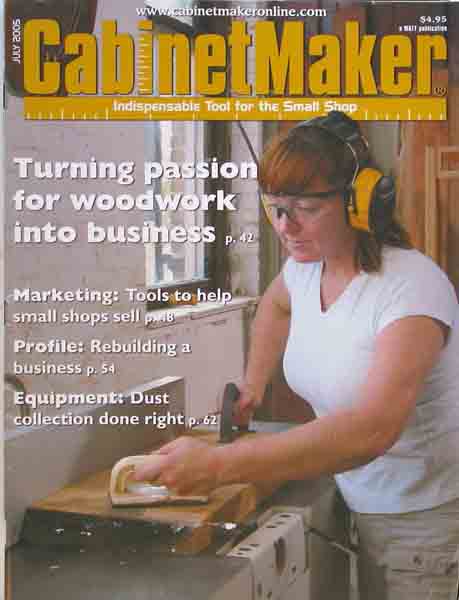 www.cabinetmakeronline.com
$4.95
a WATT publication
JULY 2005
CabinetMaker®
Indispensable Tool for the Small Shop
Turning passion
for woodwork
into business p. 42
Marketing: Tools to help
small shops sell p. 48
Profile: Rebuilding a
business p. 54
Equipment: Dust
collection done right p. 62